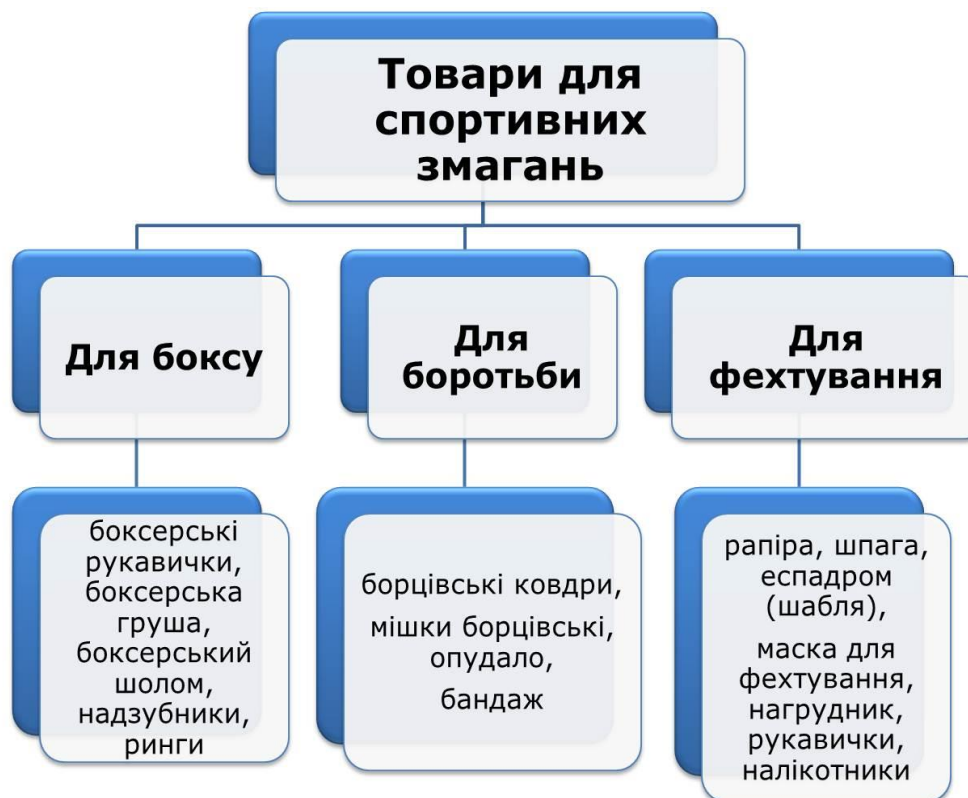 Товари для
спортивних
змагань
Для боксу
Для
боротьби
Для
фехтування
боксерські
рукавички,
боксерська
груша,
боксерський
шолом,
надзубники,
ринги
борцівські ковдри,
мішки борцівські,
опудало,
бандаж
рапіра, шпага,
еспадром
(шабля),
маска для
фехтування,
нагрудник,
рукавички,
налікотники